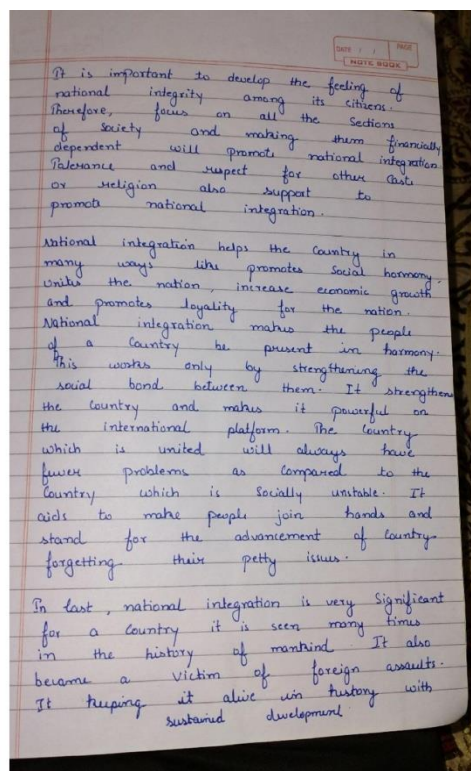 DATE / / PAGE
NOTE BOOK
It is important to develop the feeling of
national integrity among its citizens.
Therefore, focus on all the Sections
of society and making them financially
dependent will promote national integration
Tolerance and respect for other Caste
or religion also support to
promote national integration.
National integration helps the Country in
many ways like promotes Social hormony,
unites the nation, increase economic growth
and promotes loyality for the nation.
National integration makes the people
of a Country be present in harmony.
This works only by strengthening the
social bond between them. It strengthens
the Country and makes it powerful on
the international platform. The Country
which is united will always have
fewer problems as compared to the
Country which is Socially unstable. It
aids to make people join hands and
stand for the advancement of Country
forgetting their petty issues.
In last, national integration is very Significant
for a Country it is seen many times
in the history of mankind It also
became a victim of foreign assaults.
It keeping it alive in history with
sustained development